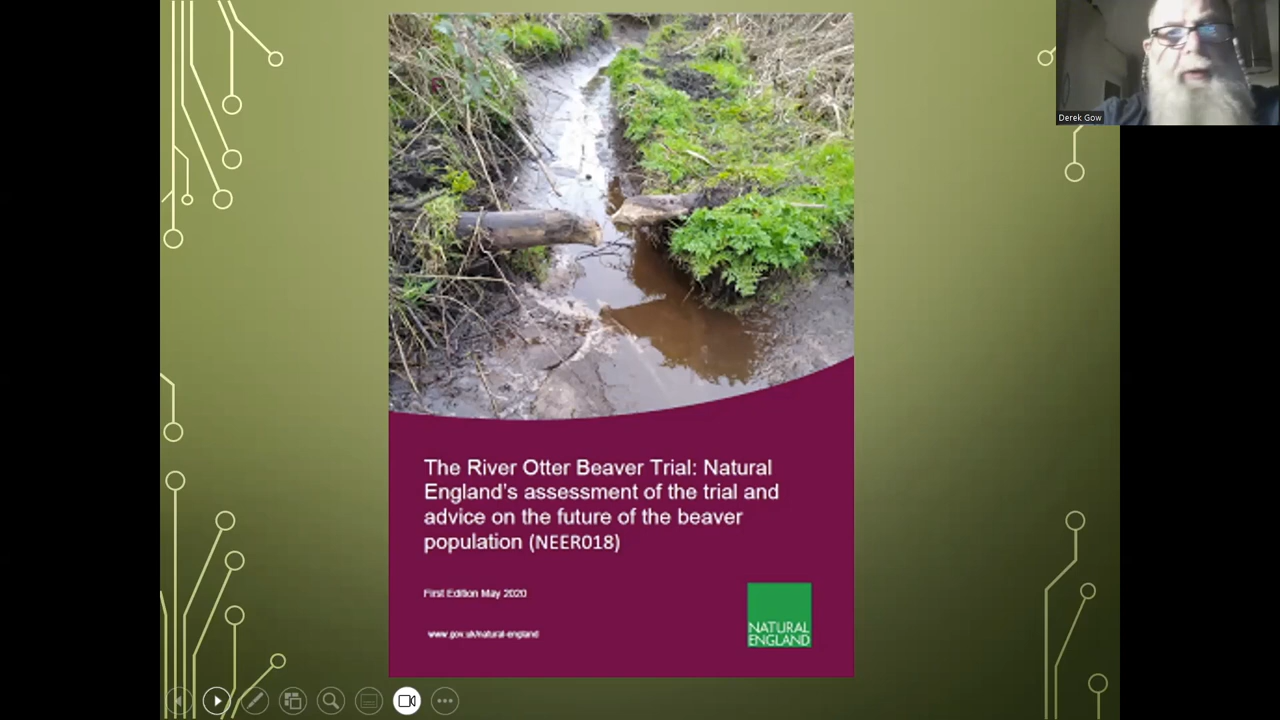 Derek Gow
The River Otter Beaver Trial: Natural
England's assessment of the trial and
advice on the future of the beaver
population (NEER018)
First Edition May 2020
www.gov.uk/natural-england
NATURAL
ENGLAND